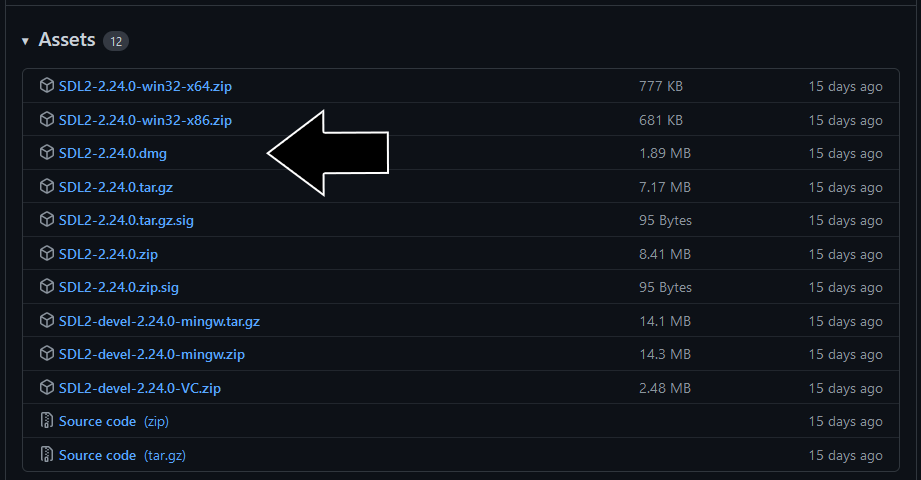 Assets 12
SDL2-2.24.0-win32-x64.zip 777 KB 15 days ago
SDL2-2.24.0-win32-x86.zip 681 KB 15 days ago
SDL2-2.24.0.dmg 1.89 MB 15 days ago
SDL2-2.24.0.tar.gz 7.17 MB 15 days ago
SDL2-2.24.0.tar.gz.sig 95 Bytes 15 days ago
SDL2-2.24.0.zip 8.41 MB 15 days ago
SDL2-2.24.0.zip.sig 95 Bytes 15 days ago
SDL2-devel-2.24.0-mingw.tar.gz 14.1 MB 15 days ago
SDL2-devel-2.24.0-mingw.zip 14.3 MB 15 days ago
SDL2-devel-2.24.0-VC.zip 2.48 MB 15 days ago
Source code (zip) 15 days ago
Source code (tar.gz) 15 days ago